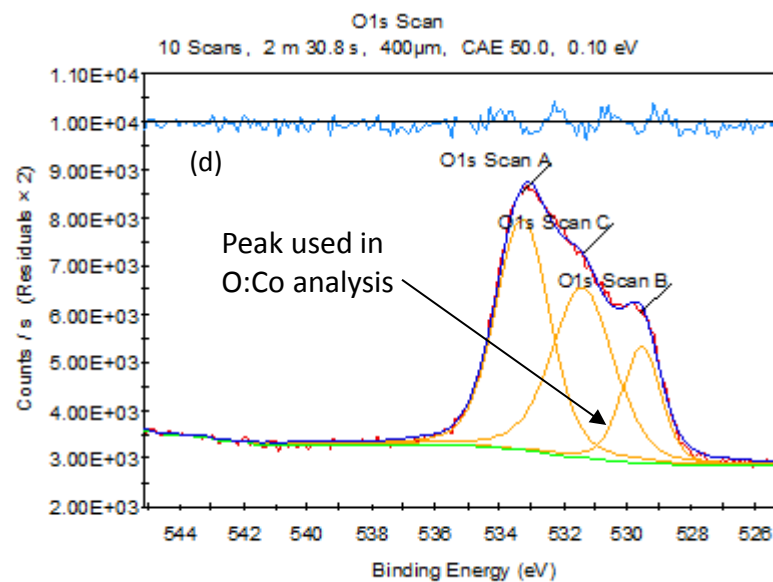 O1s Scan
10 Scans, 2 m 30.8 s, 400µm, CAE 50.0, 0.10 eV
1.10E+04
1.00E+04
(d)
9.00E+03
O1s Scan A
8.00E+03
O1s Scan C
Peak used in
O:Co analysis
7.00E+03
O1s Scan B
6.00E+03
5.00E+03
4.00E+03
3.00E+03
2.00E+03
Counts / s (Residuals × 2)
544 542 540 538 536 534 532 530 528 526
Binding Energy (eV)